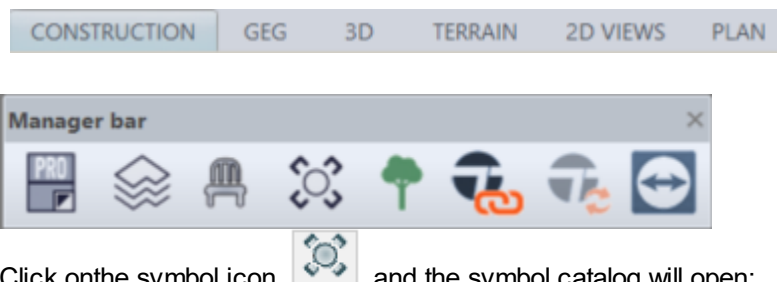 CONSTRUCTION GEG 3D TERRAIN 2D VIEWS PLAN
Manager bar
PRO
Click onthe symbol icon and the symbol catalog will open: